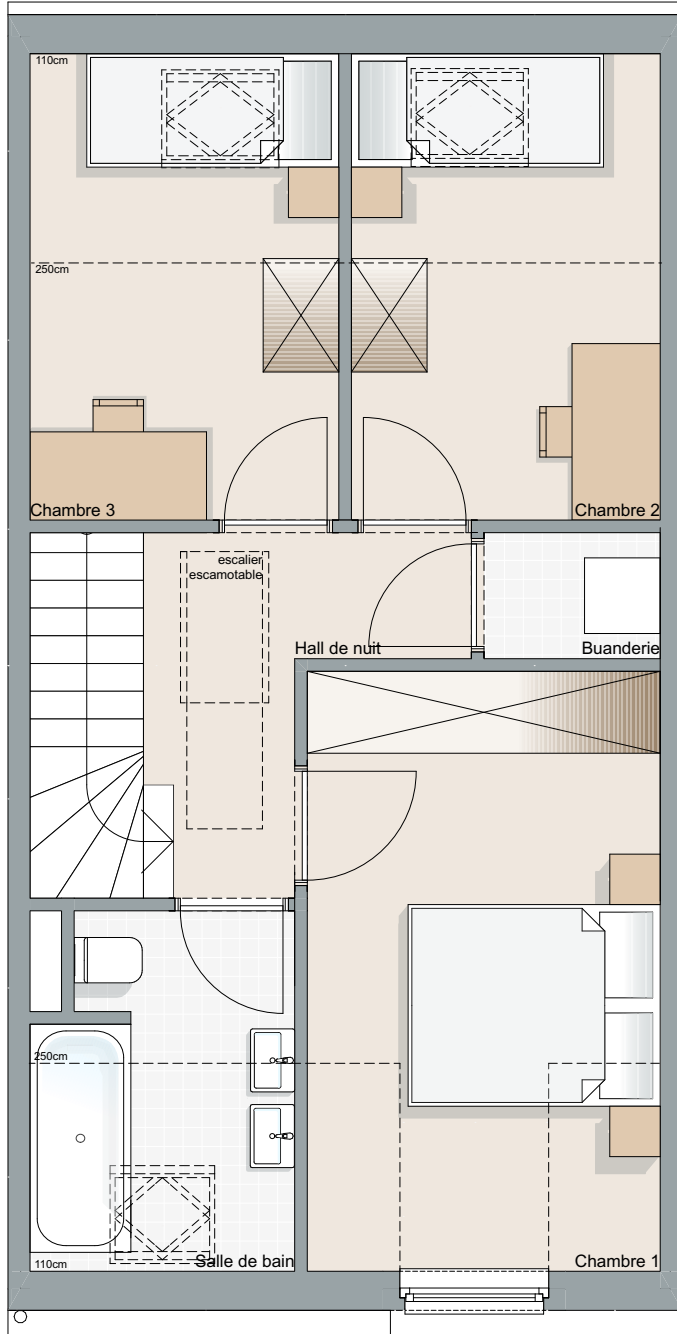 110cm
250cm
Chambre 3
Chambre 2
escalier
escamotable
Hall de nuit
Buanderie
250cm
110cm
Salle de bain
Chambre 1